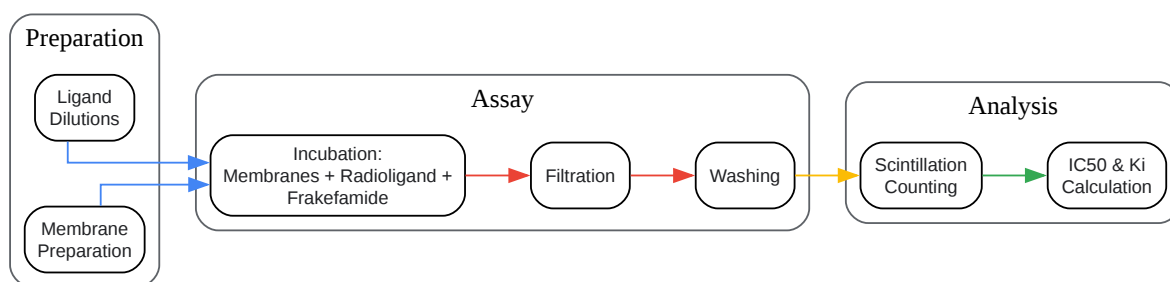 Preparation
Ligand
Dilutions
Membrane
Preparation
Assay
Incubation:
Membranes + Radioligand +
Frakefamide
Filtration
Washing
Analysis
Scintillation
Counting
IC50 & Ki
Calculation